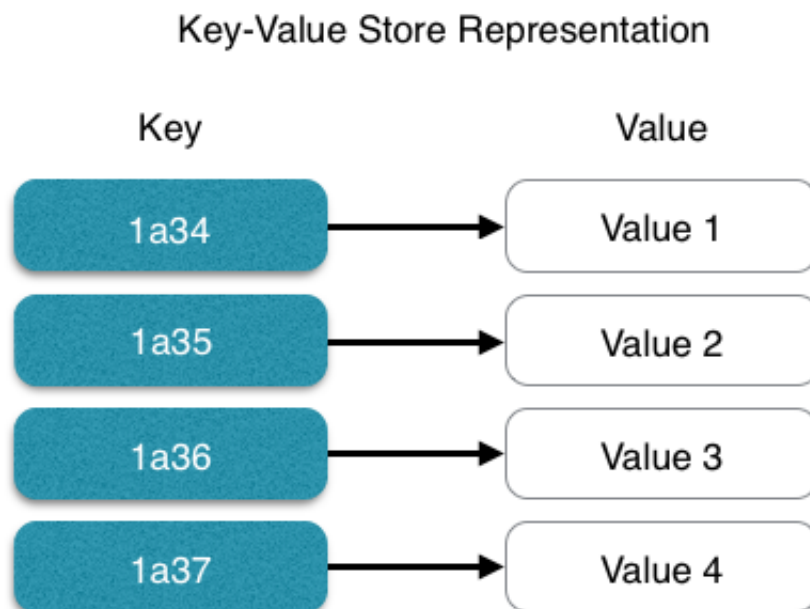 Key-Value Store Representation
Key Value
1a34 Value 1
1a35 Value 2
1a36 Value 3
1a37 Value 4